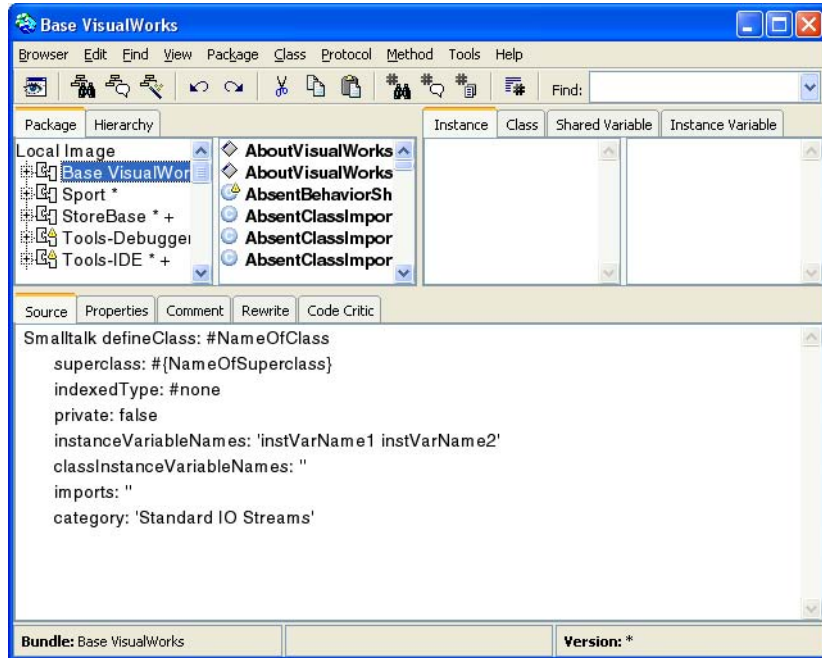 Base VisualWorks
Browser Edit Find View Package Class Protocol Method Tools Help
Find:
Package Hierarchy
Instance Class Shared Variable Instance Variable
Local Image
Base VisualWor
Sport *
StoreBase * +
Tools-Debugger
Tools-IDE * +
AboutVisualWorks
AboutVisualWorks
AbsentBehaviorSh
AbsentClassImpor
AbsentClassImpor
AbsentClassImpor
Source Properties Comment Rewrite Code Critic
Smalltalk defineClass: #NameOfClass
superclass: #{NameOfSuperclass}
indexedType: #none
private: false
instanceVariableNames: 'instVarName1 instVarName2'
classInstanceVariableNames: ''
imports: ''
category: 'Standard IO Streams'
Bundle: Base VisualWorks
Version: *